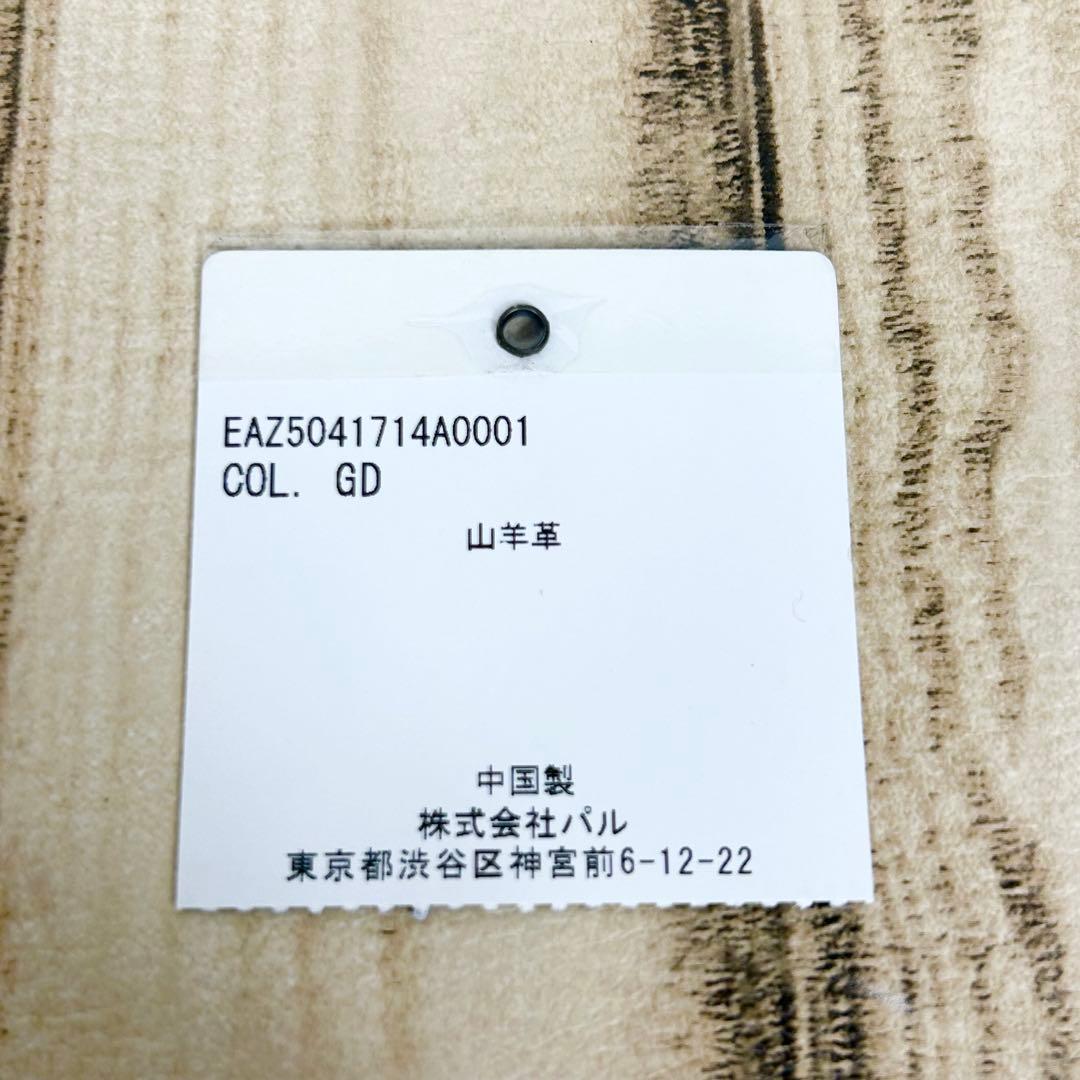 EAZ5041714A0001
COL. GD
山羊革
中国製
株式会社パル
東京都渋谷区神宮前6-12-22